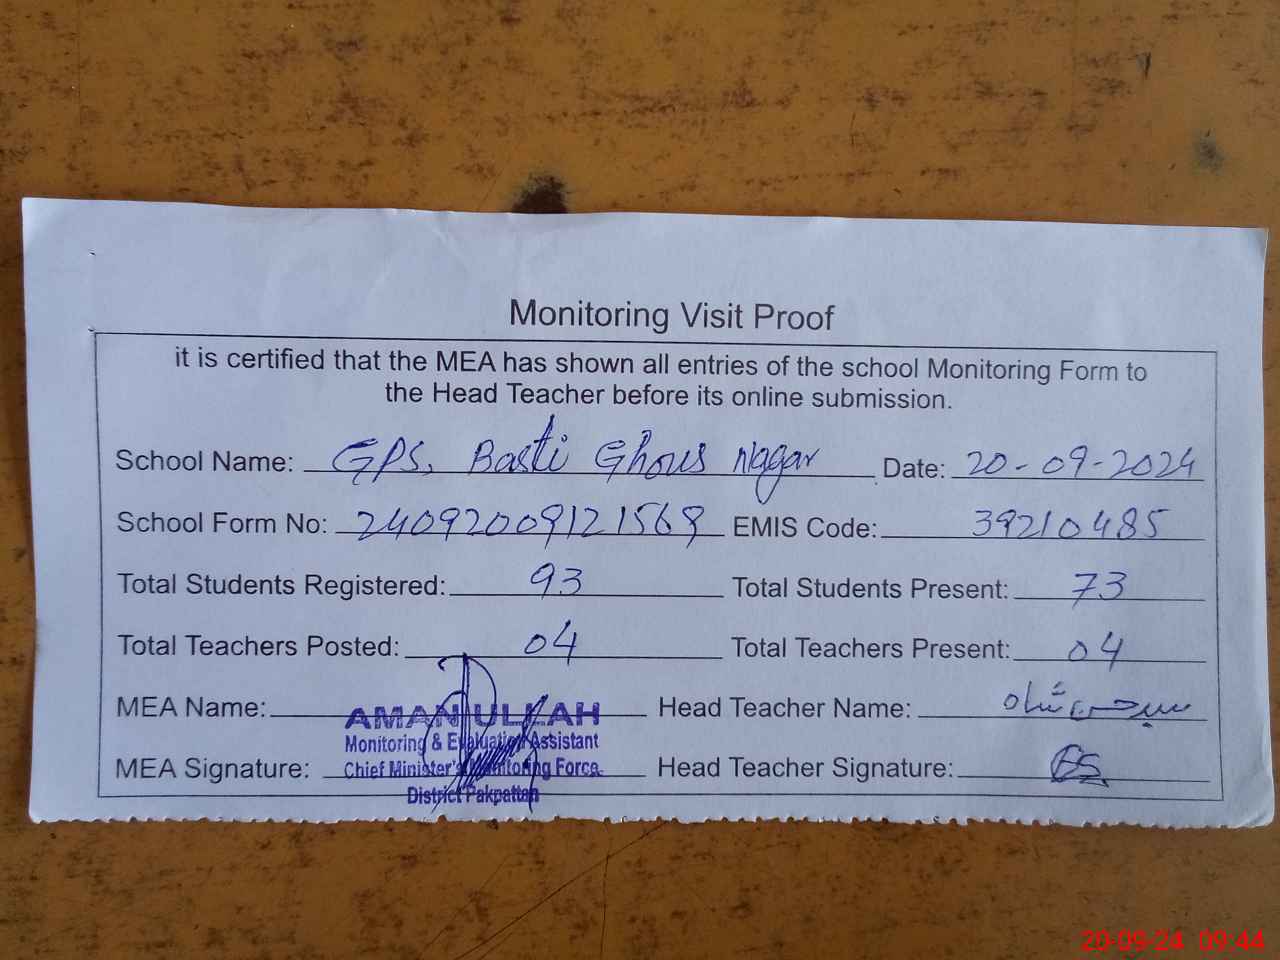 Monitoring Visit Proof
it is certified that the MEA has shown all entries of the school Monitoring Form to
the Head Teacher before its online submission.
School Name: GPS, Basti Ghous Nagar Date: 20-09-2024
School Form No: 24092009121568 EMIS Code: 39210485
Total Students Registered: 93 Total Students Present: 73
Total Teachers Posted: 04 Total Teachers Present: 04
MEA Name: AMAN ULLAH Head Teacher Name: سید حسن شاہ
Monitoring & Evaluation Assistant
MEA Signature: Chief Minister's Monitoring Force. Head Teacher Signature:
District Pakpattan
20-09-24 09:44